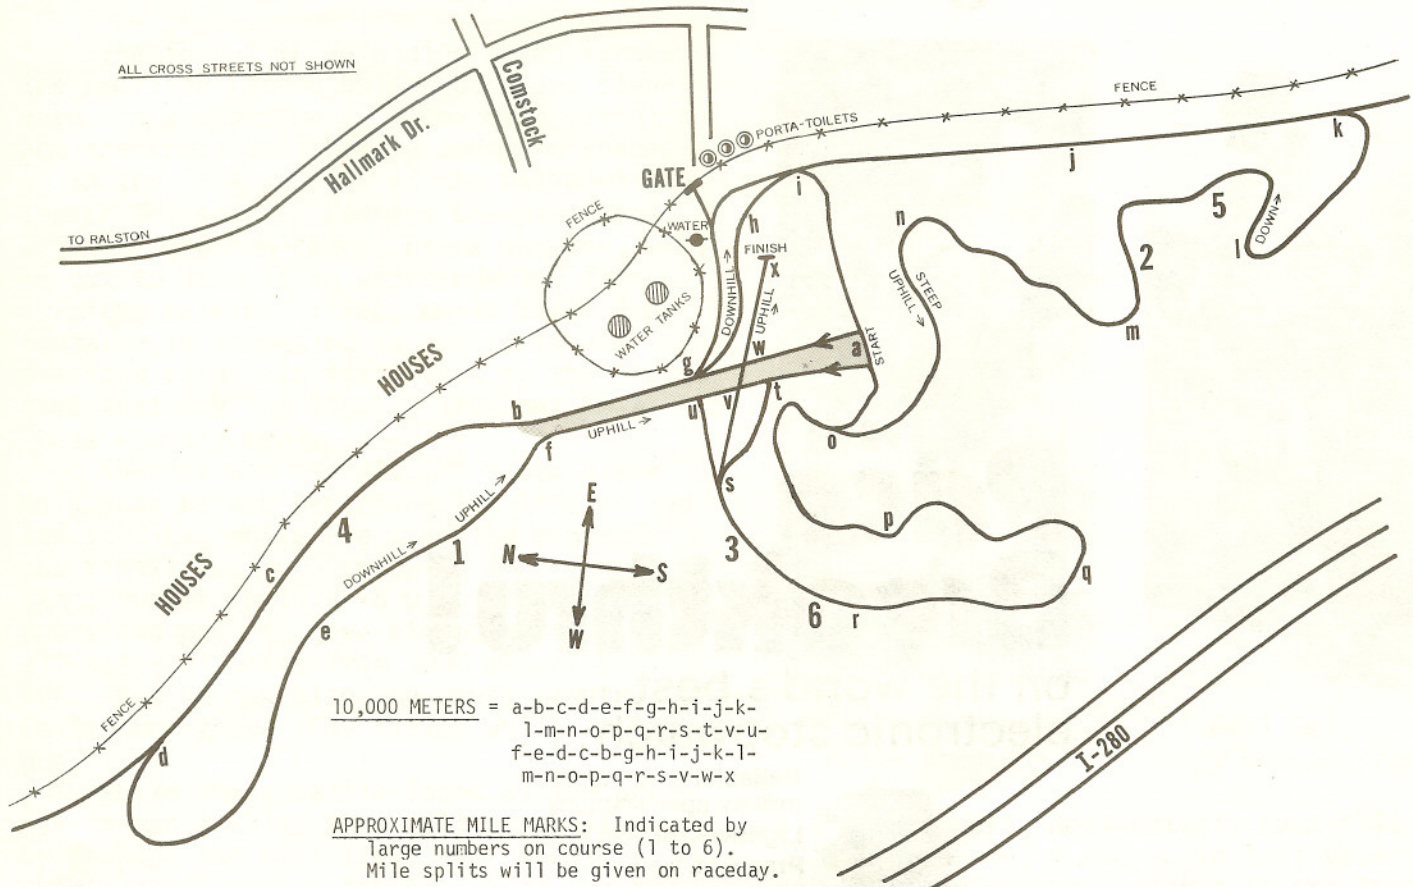 ALL CROSS STREETS NOT SHOWN
Comstock
Hallmark Dr.
TO RALSTON
FENCE
PORTA-TOILETS
GATE
FENCE
WATER
FINISH
WATER TANKS
DOWNHILL →
UPHILL →
START
STEEP
UPHILL →
DOWN→
HOUSES
HOUSES
FENCE
UPHILL →
UPHILL →
DOWNHILL →
a
b
c
d
e
f
g
h
i
j
k
l
m
n
o
p
q
r
s
t
u
v
w
x
1
2
3
4
5
6
E
N
S
W
I-280
10,000 METERS = a-b-c-d-e-f-g-h-i-j-k-
l-m-n-o-p-q-r-s-t-v-u-
f-e-d-c-b-g-h-i-j-k-l-
m-n-o-p-q-r-s-v-w-x
APPROXIMATE MILE MARKS: Indicated by
large numbers on course (1 to 6).
Mile splits will be given on raceday.